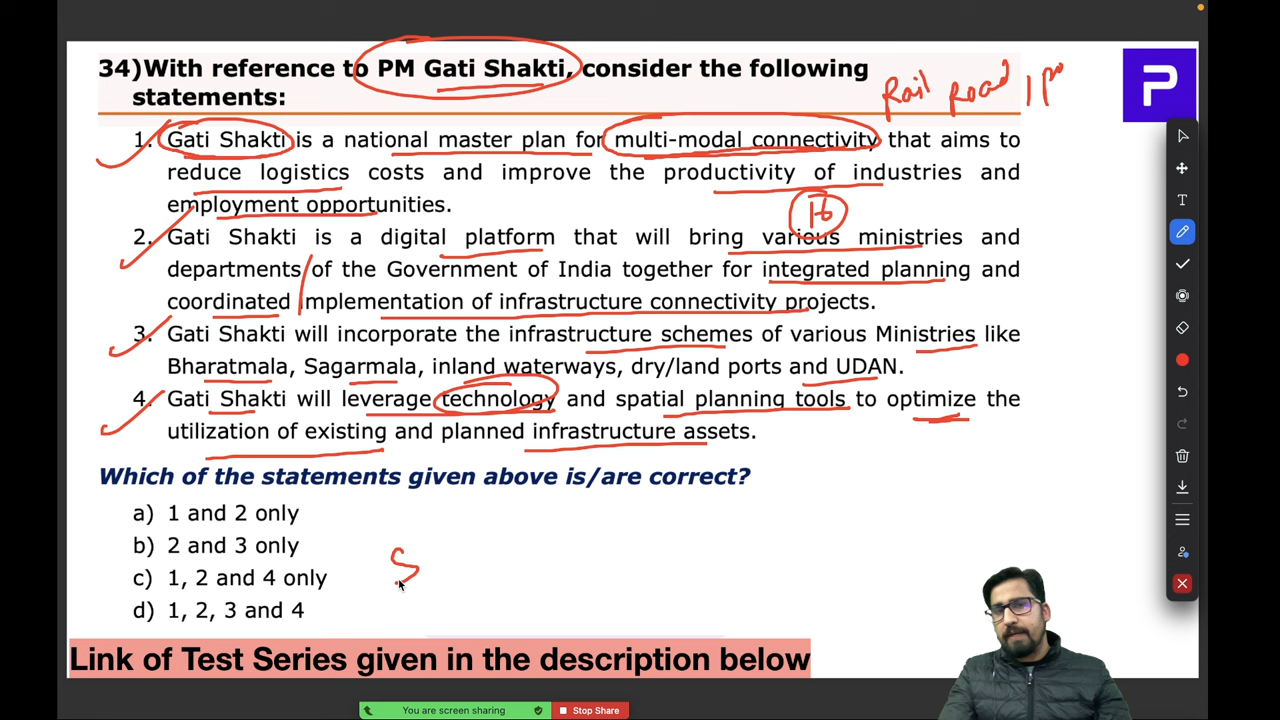 34)With reference to PM Gati Shakti, consider the following
statements:
Rail Road
P
1. Gati Shakti is a national master plan for multi-modal connectivity that aims to
reduce logistics costs and improve the productivity of industries and
employment opportunities.
16
2. Gati Shakti is a digital platform that will bring various ministries and
departments of the Government of India together for integrated planning and
coordinated implementation of infrastructure connectivity projects.
3. Gati Shakti will incorporate the infrastructure schemes of various Ministries like
Bharatmala, Sagarmala, inland waterways, dry/land ports and UDAN.
4. Gati Shakti will leverage technology and spatial planning tools to optimize the
utilization of existing and planned infrastructure assets.
Which of the statements given above is/are correct?
a) 1 and 2 only
b) 2 and 3 only
c) 1, 2 and 4 only
d) 1, 2, 3 and 4
S
Link of Test Series given in the description below
You are screen sharing
Stop Share
T